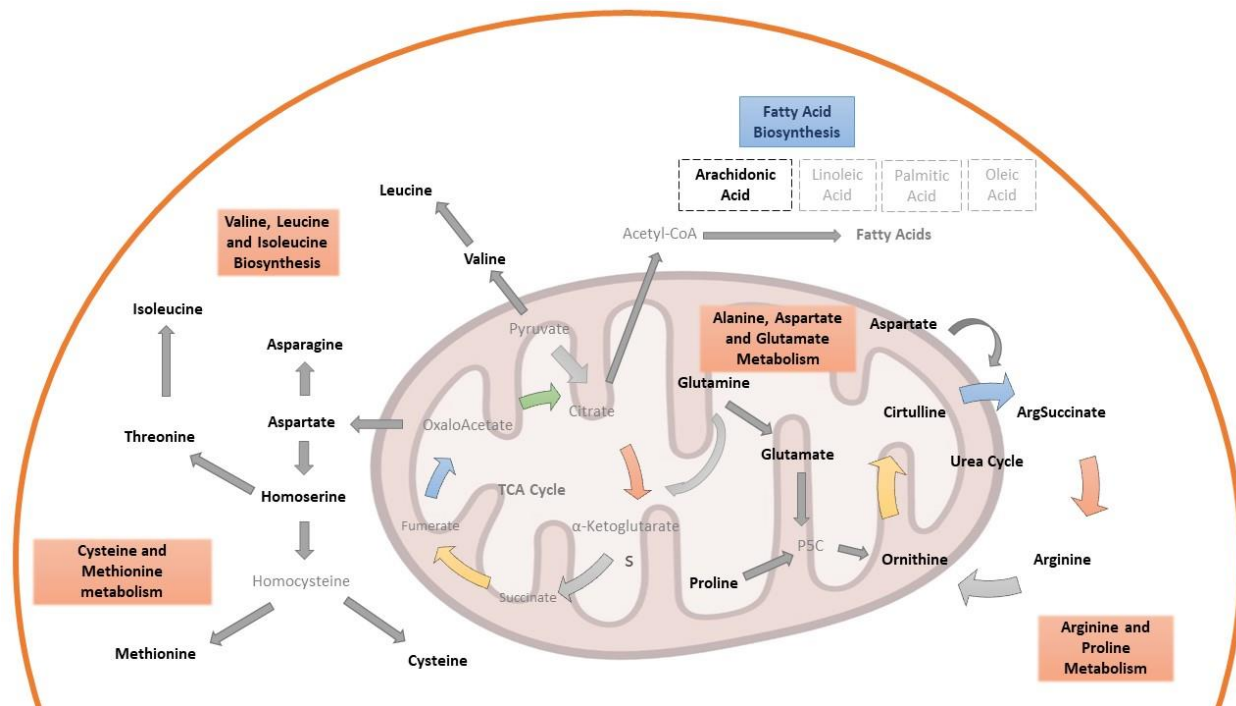 Fatty Acid
Biosynthesis
Arachidonic
Acid
Linoleic
Acid
Palmitic
Acid
Oleic
Acid
Leucine
Valine, Leucine
and Isoleucine
Biosynthesis
Acetyl-CoA
Fatty Acids
Valine
Isoleucine
Pyruvate
Alanine, Aspartate
and Glutamate
Metabolism
Aspartate
Asparagine
Glutamine
Citrate
Cirtulline
ArgSuccinate
Aspartate
OxaloAcetate
Threonine
Glutamate
Urea Cycle
TCA Cycle
Homoserine
Fumerate
α-Ketoglutarate
P5C
Cysteine and
Methionine
metabolism
S
Ornithine
Arginine
Homocysteine
Proline
Succinate
Methionine
Cysteine
Arginine and
Proline
Metabolism